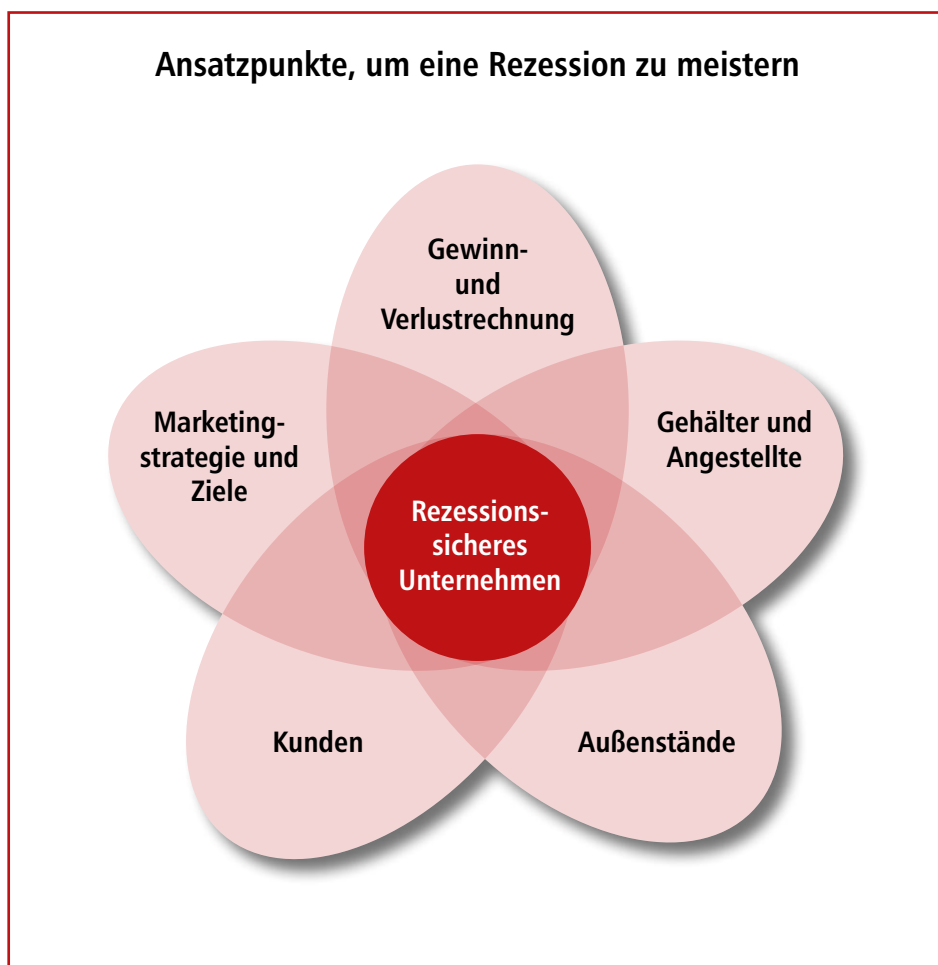 Ansatzpunkte, um eine Rezession zu meistern
Gewinn-
und
Verlustrechnung
Marketing-
strategie und
Ziele
Gehälter und
Angestellte
Rezessions-
sicheres
Unternehmen
Kunden
Außenstände